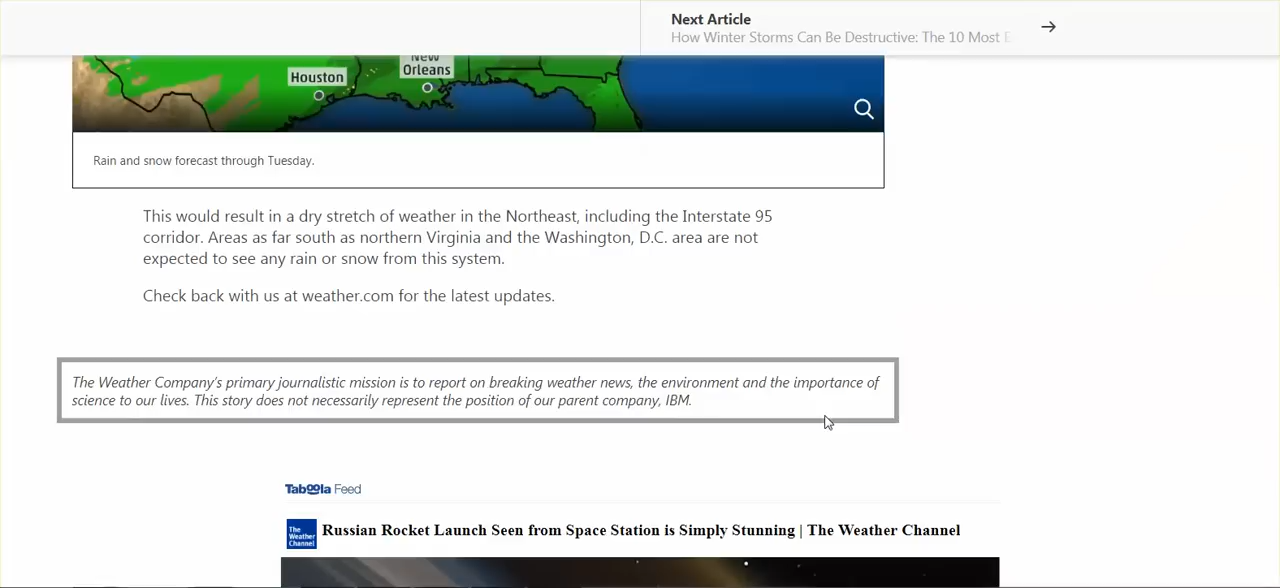 Next Article
How Winter Storms Can Be Destructive: The 10 Most
New
Orleans
Houston
Rain and snow forecast through Tuesday.
This would result in a dry stretch of weather in the Northeast, including the Interstate 95
corridor. Areas as far south as northern Virginia and the Washington, D.C. area are not
expected to see any rain or snow from this system.
Check back with us at weather.com for the latest updates.
The Weather Company's primary journalistic mission is to report on breaking weather news, the environment and the importance of
science to our lives. This story does not necessarily represent the position of our parent company, IBM.
Taboola Feed
The
Weather
Channel
Russian Rocket Launch Seen from Space Station is Simply Stunning | The Weather Channel